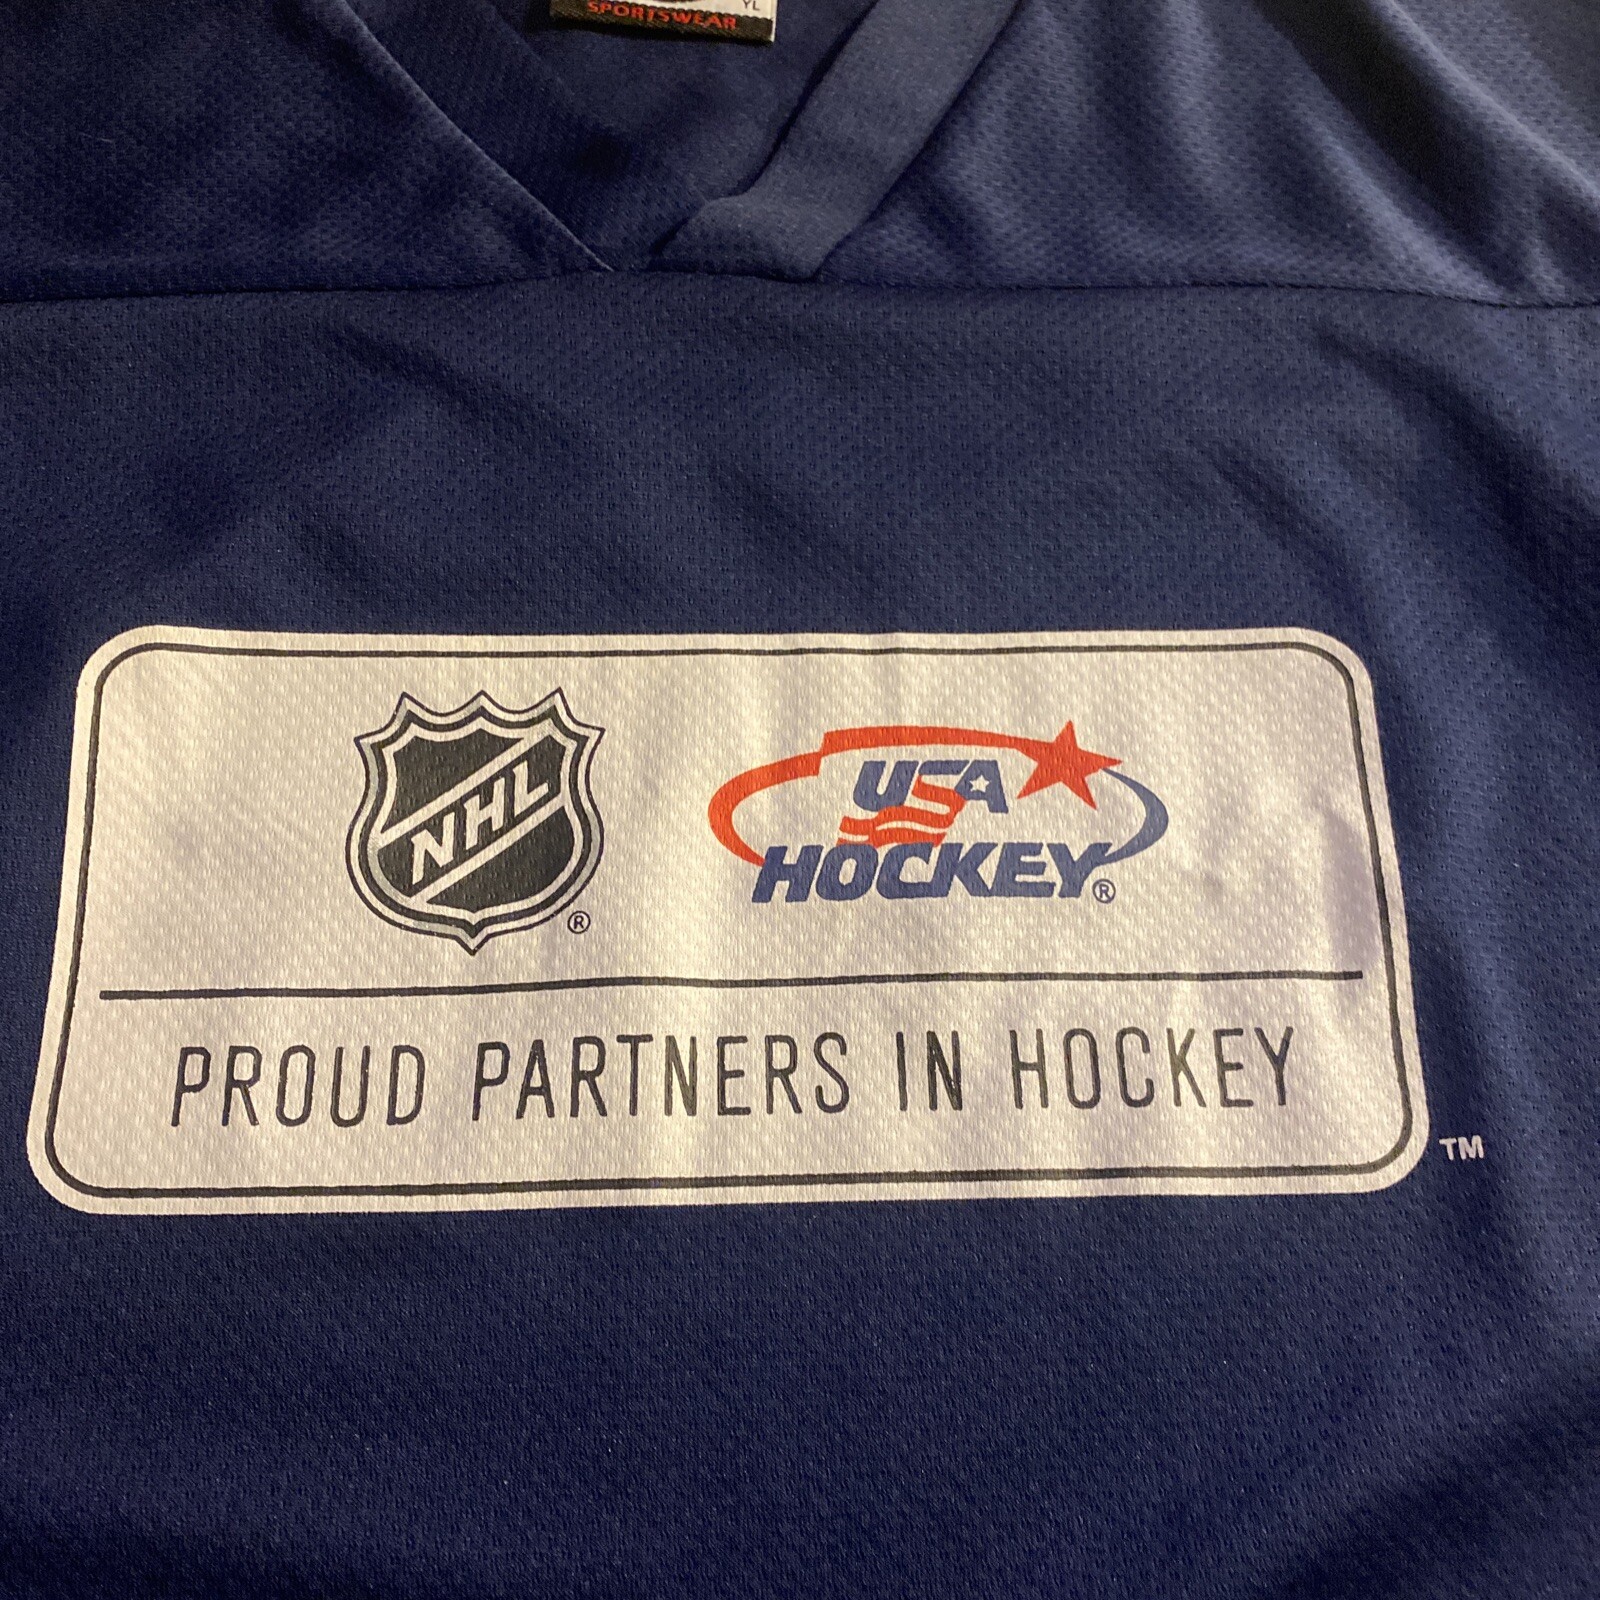 YL
SPORTSWEAR
NHL ®
USA
HOCKEY®
PROUD PARTNERS IN HOCKEY
TM